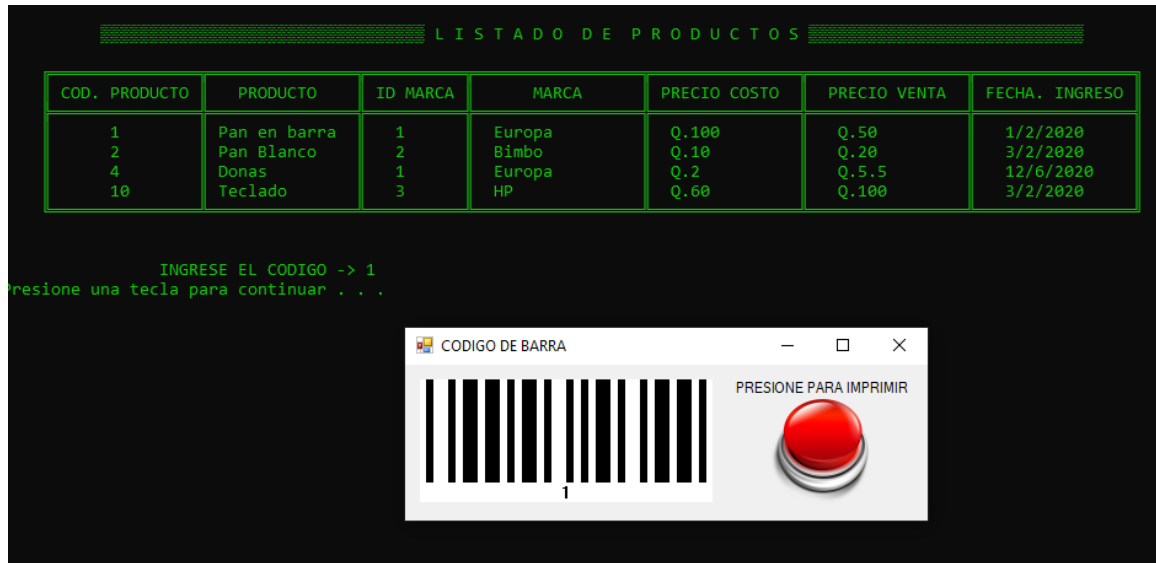 L I S T A D O   D E   P R O D U C T O S
COD. PRODUCTO PRODUCTO ID MARCA MARCA PRECIO COSTO PRECIO VENTA FECHA. INGRESO
1 Pan en barra 1 Europa Q.100 Q.50 1/2/2020
2 Pan Blanco 2 Bimbo Q.10 Q.20 3/2/2020
4 Donas 1 Europa Q.2 Q.5.5 12/6/2020
10 Teclado 3 HP Q.60 Q.100 3/2/2020
INGRESE EL CODIGO -> 1
Presione una tecla para continuar . . .
CODIGO DE BARRA
PRESIONE PARA IMPRIMIR
1